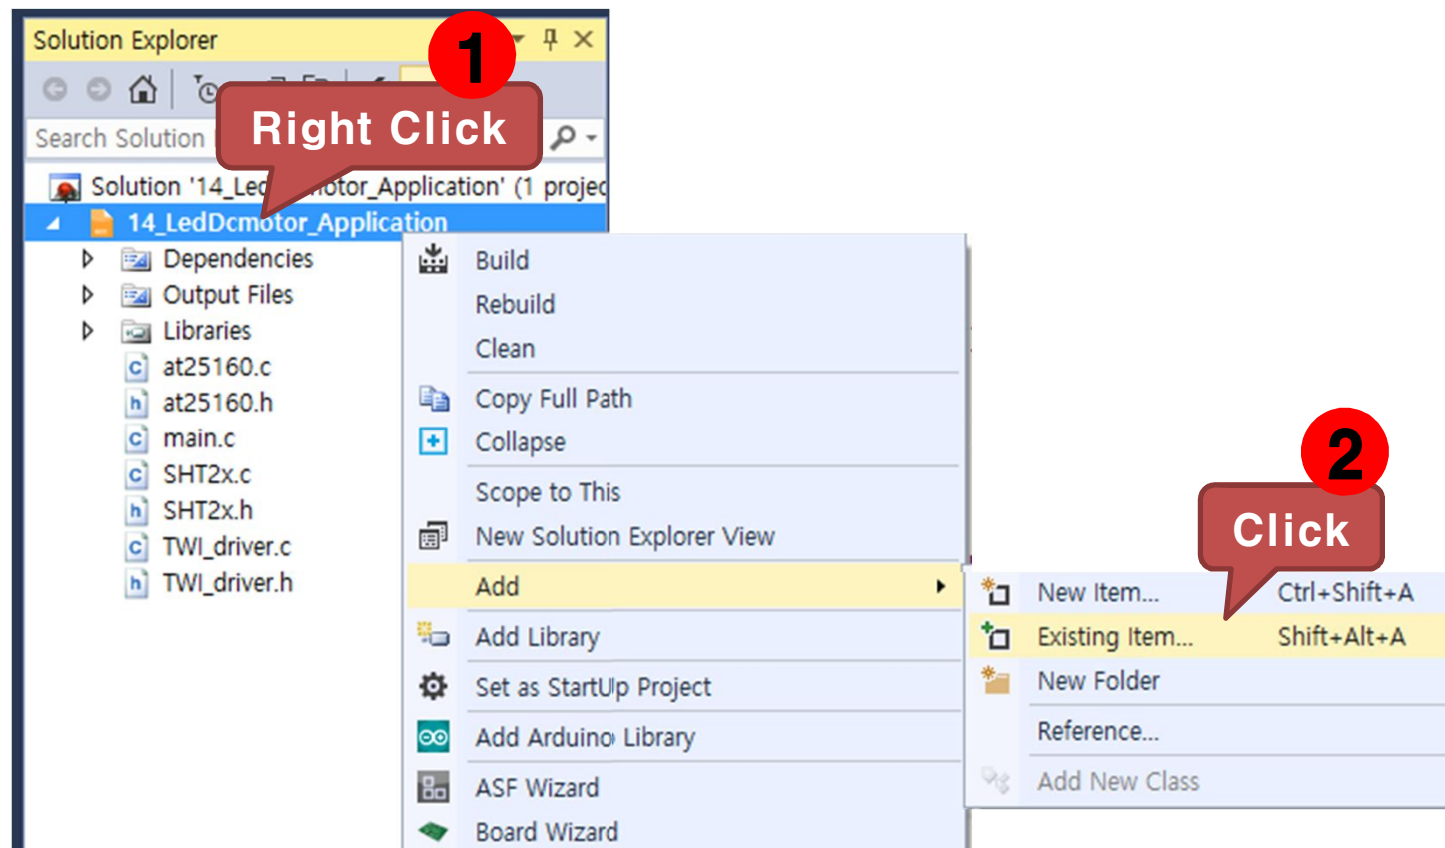 Solution Explorer
1
Right Click
Search Solution
Solution '14_Led motor_Application' (1 projec
14_LedDcmotor_Application
Dependencies
Output Files
Libraries
at25160.c
at25160.h
main.c
SHT2x.c
SHT2x.h
TWI_driver.c
TWI_driver.h
Build
Rebuild
Clean
Copy Full Path
Collapse
Scope to This
New Solution Explorer View
Add
Add Library
Set as StartUp Project
Add Arduino Library
ASF Wizard
Board Wizard
2
Click
New Item... Ctrl+Shift+A
Existing Item... Shift+Alt+A
New Folder
Reference...
Add New Class